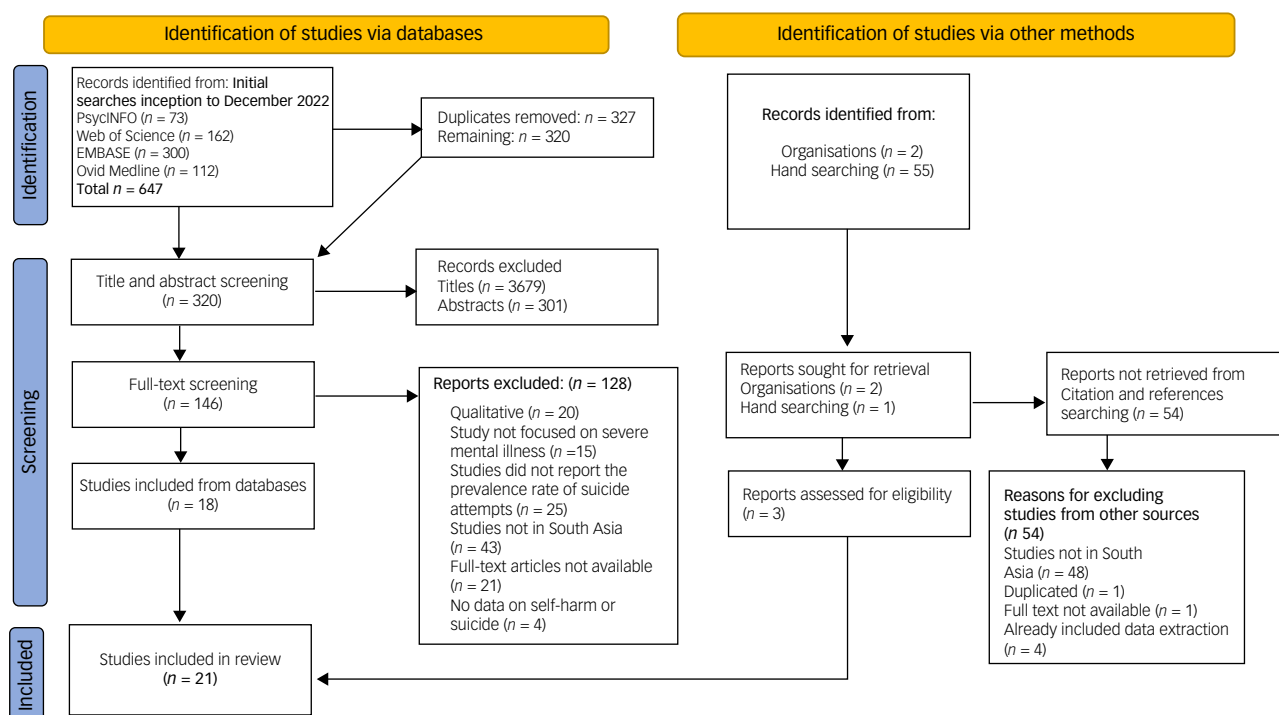 Identification of studies via databases
Identification of studies via other methods
Identification
Records identified from: Initial
searches inception to December 2022
PsycINFO (n = 73)
Web of Science (n = 162)
EMBASE (n = 300)
Ovid Medline (n = 112)
Total n = 647
Duplicates removed: n = 327
Remaining: n = 320
Records identified from:
Organisations (n = 2)
Hand searching (n = 55)
Screening
Title and abstract screening
(n = 320)
Records excluded
Titles (n = 3679)
Abstracts (n = 301)
Full-text screening
(n = 146)
Reports excluded: (n = 128)
Qualitative (n = 20)
Study not focused on severe
mental illness (n =15)
Studies did not report the
prevalence rate of suicide
attempts (n = 25)
Studies not in South Asia
(n = 43)
Full-text articles not available
(n = 21)
No data on self-harm or
suicide (n = 4)
Studies included from databases
(n = 18)
Reports sought for retrieval
Organisations (n = 2)
Hand searching (n = 1)
Reports not retrieved from
Citation and references
searching (n = 54)
Reports assessed for eligibility
(n = 3)
Reasons for excluding
studies from other sources
(n 54)
Studies not in South
Asia (n = 48)
Duplicated (n = 1)
Full text not available (n = 1)
Already included data extraction
(n = 4)
Included
Studies included in review
(n = 21)